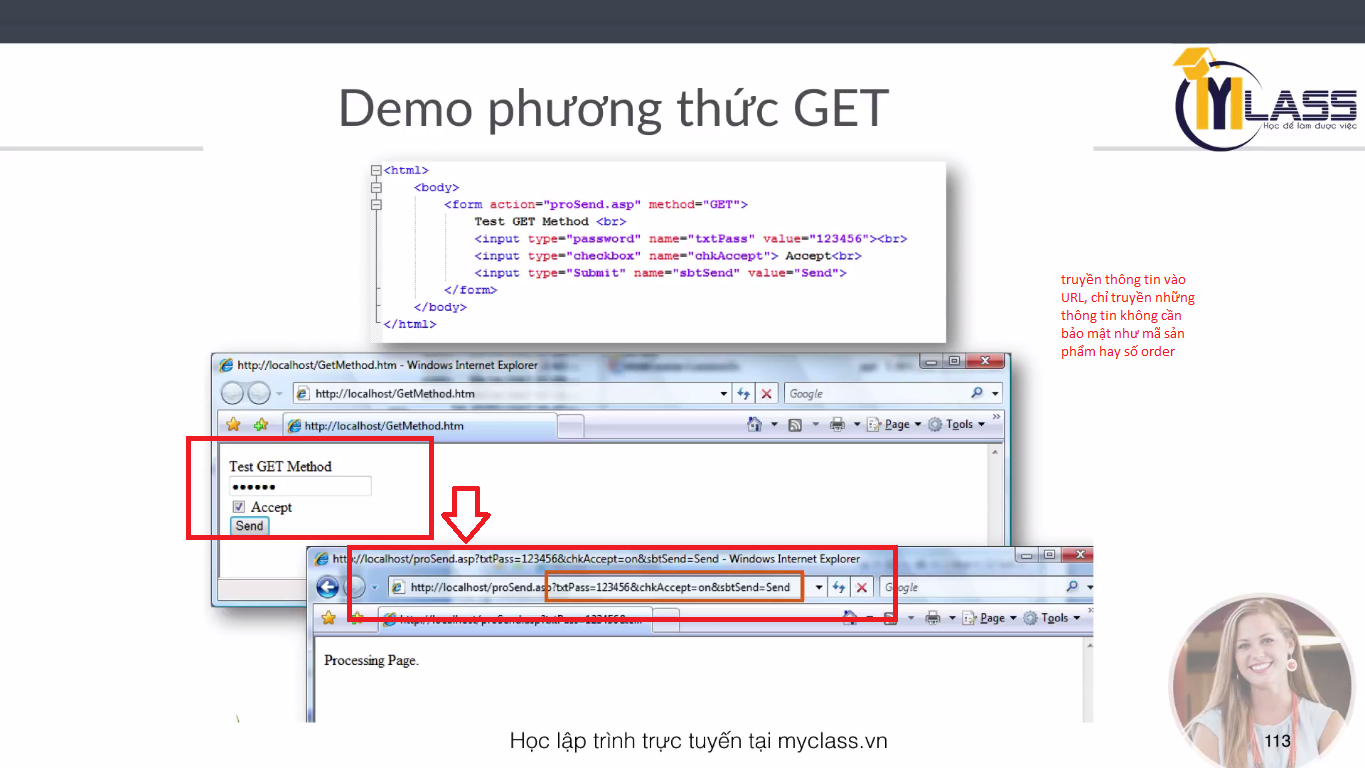 MYLASS
Học để làm được việc
Demo phương thức GET
<html>
<body>
<form action="proSend.asp" method="GET">
Test GET Method <br>
<input type="password" name="txtPass" value="123456"><br>
<input type="checkbox" name="chkAccept"> Accept<br>
<input type="Submit" name="sbtSend" value="Send">
</form>
</body>
</html>
truyền thông tin vào
URL, chỉ truyền những
thông tin không cần
bảo mật như mã sản
phẩm hay số order
http://localhost/GetMethod.htm - Windows Internet Explorer
http://localhost/GetMethod.htm
Google
http://localhost/GetMethod.htm
Page
Tools
Test GET Method
••••••
Accept
Send
http://localhost/proSend.asp?txtPass=123456&chkAccept=on&sbtSend=Send - Windows Internet Explorer
http://localhost/proSend.asp?txtPass=123456&chkAccept=on&sbtSend=Send
Google
Page
Tools
Processing Page.
Học lập trình trực tuyến tại myclass.vn
113